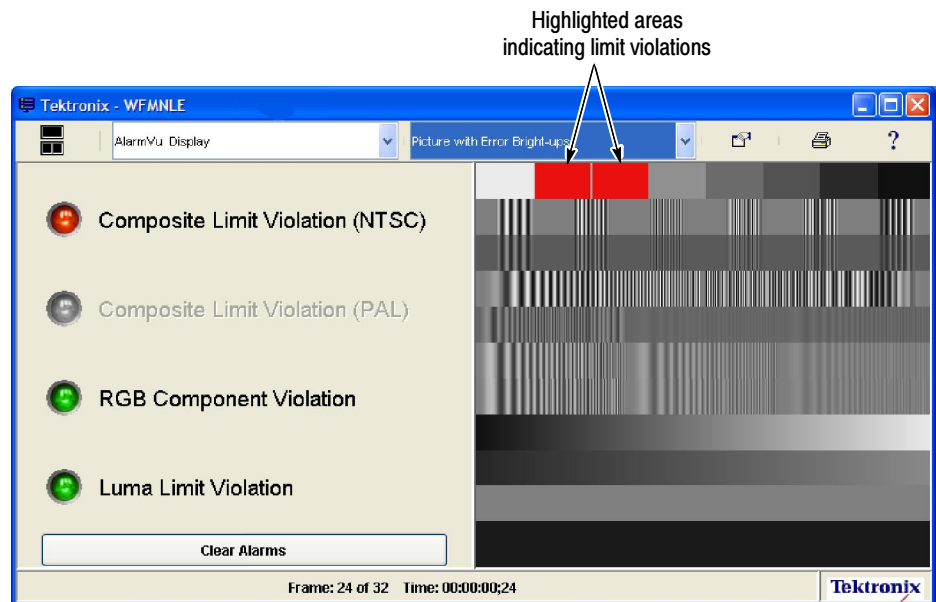 Highlighted areas
indicating limit violations
Tektronix - WFMNLE
AlarmVu Display
Picture with Error Bright-ups
?
Composite Limit Violation (NTSC)
Composite Limit Violation (PAL)
RGB Component Violation
Luma Limit Violation
Clear Alarms
Frame: 24 of 32 Time: 00:00:00;24
Tektronix